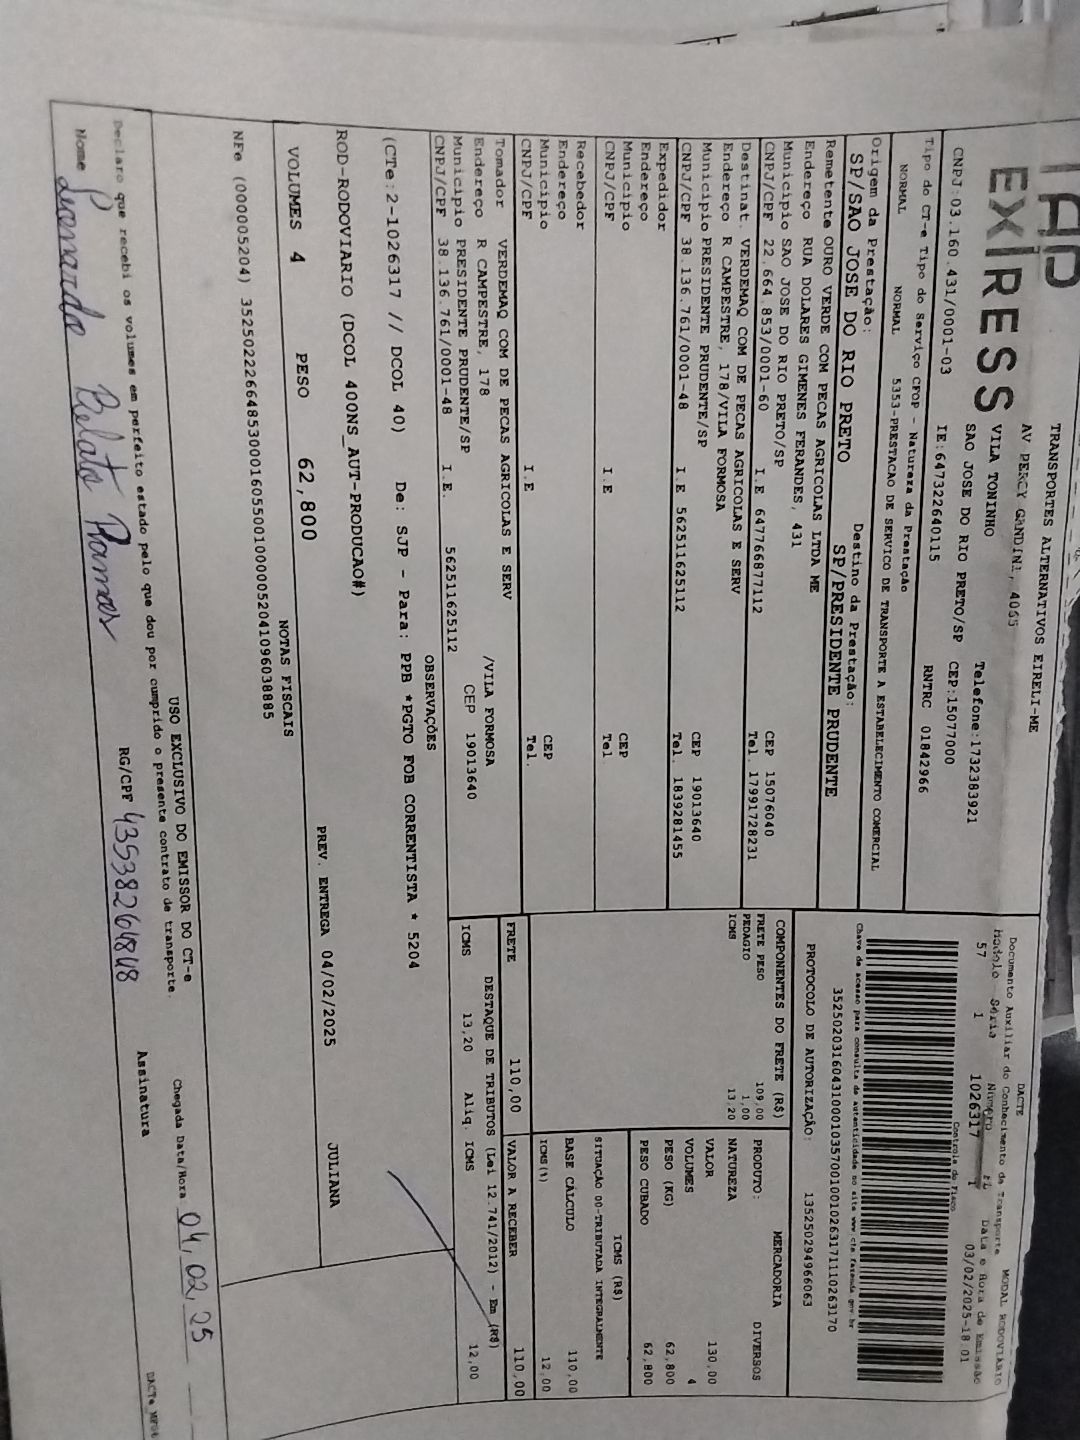 TAP
EXPRESS
TRANSPORTES ALTERNATIVOS EIRELI-ME
AV PERCY GANDINI, 4065
VILA TONINHO Telefone:1732383921
SAO JOSE DO RIO PRETO/SP CEP:15077000
CNPJ:03.160.431/0001-03 IE:647322640115 RNTRC 01842966
Tipo do CT-e Tipo do Serviço CFOP - Natureza da Prestação
NORMAL NORMAL 5353-PRESTACAO DE SERVICO DE TRANSPORTE A ESTABELECIMENTO COMERCIAL
Origem da Prestação: Destino da Prestação:
SP/SAO JOSE DO RIO PRETO SP/PRESIDENTE PRUDENTE
Remetente OURO VERDE COM PECAS AGRICOLAS LTDA ME
Endereço RUA DOLARES GIMENES FERANDES, 431
Municipio SAO JOSE DO RIO PRETO/SP CEP 15076040
CNPJ/CPF 22.664.853/0001-60 I.E 647766877112 Tel. 17991728231
Destinat. VERDEMAQ COM DE PECAS AGRICOLAS E SERV
Endereço R CAMPESTRE, 178/VILA FORMOSA
Municipio PRESIDENTE PRUDENTE/SP CEP 19013640
CNPJ/CPF 38.136.761/0001-48 I.E 562511625112 Tel. 1839281455
Expedidor
Endereço
Municipio CEP
CNPJ/CPF I.E Tel.
Recebedor
Endereço
Municipio CEP
CNPJ/CPF I.E Tel.
Tomador VERDEMAQ COM DE PECAS AGRICOLAS E SERV
Endereço R CAMPESTRE, 178 /VILA FORMOSA
Municipio PRESIDENTE PRUDENTE/SP CEP 19013640
CNPJ/CPF 38.136.761/0001-48 I.E. 562511625112
DACTE
Documento Auxiliar do Conhecimento de Transporte MODAL RODOVIÁRIO
Modelo Série Número FL Data e Hora de Emissão
57 1 1026317 1 03/02/2025-18:01
Controle do Fisco
Chave de acesso para consulta de autenticidade no site www.cte.fazenda.gov.br
35250203160431000103570010010263171110263170
PROTOCOLO DE AUTORIZAÇÃO: 135250294966063
COMPONENTES DO FRETE (R$)
FRETE PESO 109,00
PEDAGIO 1,00
ICMS 13,20
FRETE 110,00
MERCADORIA
PRODUTO: DIVERSOS
NATUREZA
VALOR 130,00
VOLUMES 4
PESO (KG) 62,800
PESO CUBADO 62,800
ICMS (R$)
SITUAÇÃO 00-TRIBUTADA INTEGRALMENTE
BASE CÁLCULO 110,00
ICMS(%) 12,00
VALOR A RECEBER 110,00
DESTAQUE DE TRIBUTOS (Lei 12.741/2012) - Em (R$)
ICMS 13,20 Aliq. ICMS 12,00
OBSERVAÇÕES
(CTe:2-1026317 // DCOL 40) De: SJP - Para: PPB *PGTO FOB CORRENTISTA * 5204
ROD-RODOVIARIO (DCOL 400NS_AUT-PRODUCAO#)
PREV. ENTREGA 04/02/2025 JULIANA
VOLUMES 4 PESO 62,800
NOTAS FISCAIS
NFe (000005204) 35250222664853000160550010000052041096038885
USO EXCLUSIVO DO EMISSOR DO CT-e
Declaro que recebi os volumes em perfeito estado pelo que dou por cumprido o presente contrato de transporte.
Chegada Data/Hora 04, 02, 25
Nome Leonardo Belato Ramos RG/CPF 43538264848 Assinatura